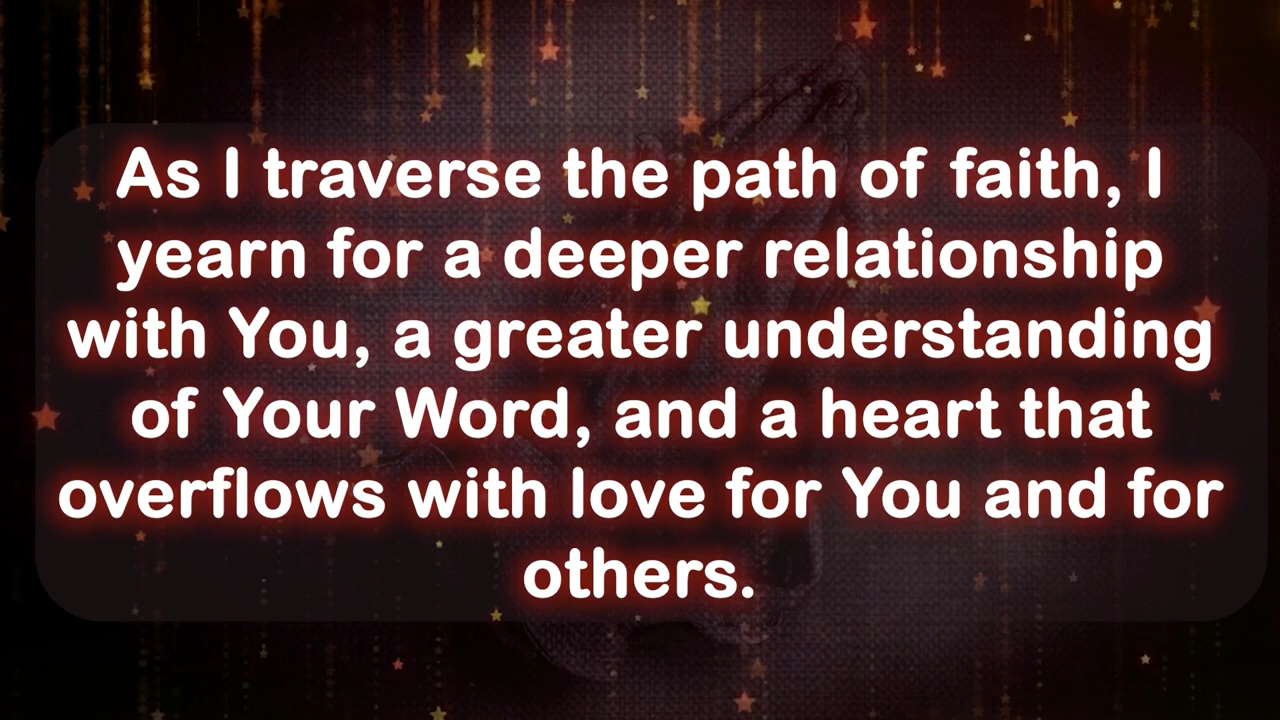 As I traverse the path of faith, I
yearn for a deeper relationship
with You, a greater understanding
of Your Word, and a heart that
overflows with love for You and for
others.